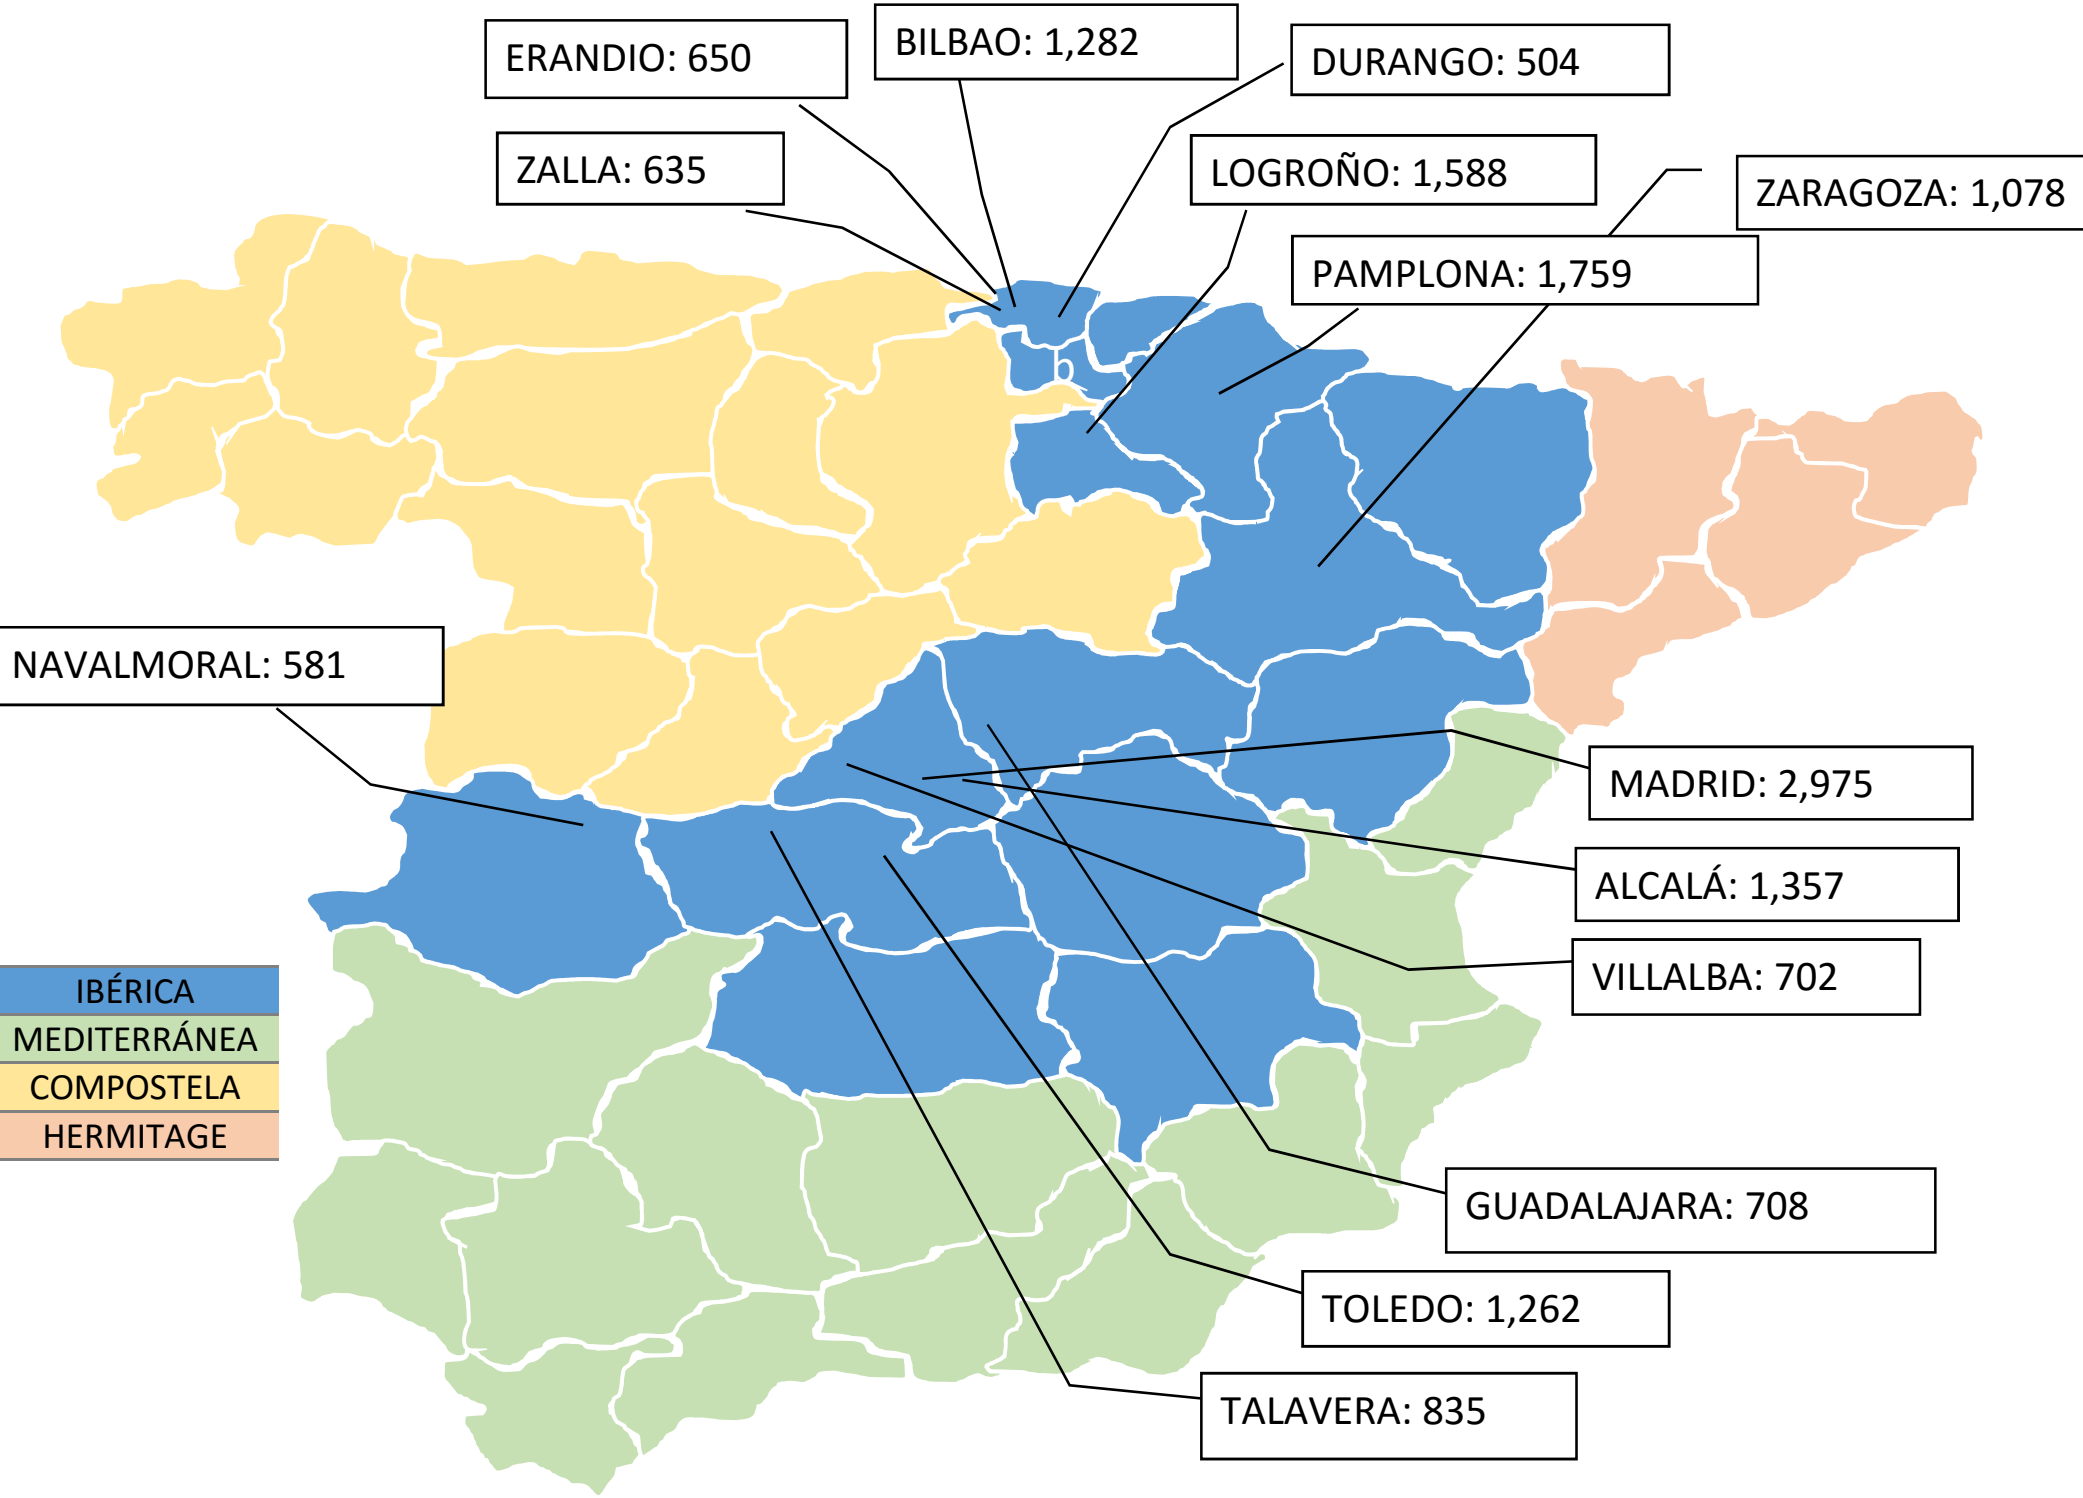 BILBAO: 1,282
ERANDIO: 650
DURANGO: 504
ZALLA: 635
LOGROÑO: 1,588
ZARAGOZA: 1,078
PAMPLONA: 1,759
b
NAVALMORAL: 581
MADRID: 2,975
ALCALÁ: 1,357
VILLALBA: 702
IBÉRICA
MEDITERRÁNEA
COMPOSTELA
HERMITAGE
GUADALAJARA: 708
TOLEDO: 1,262
TALAVERA: 835